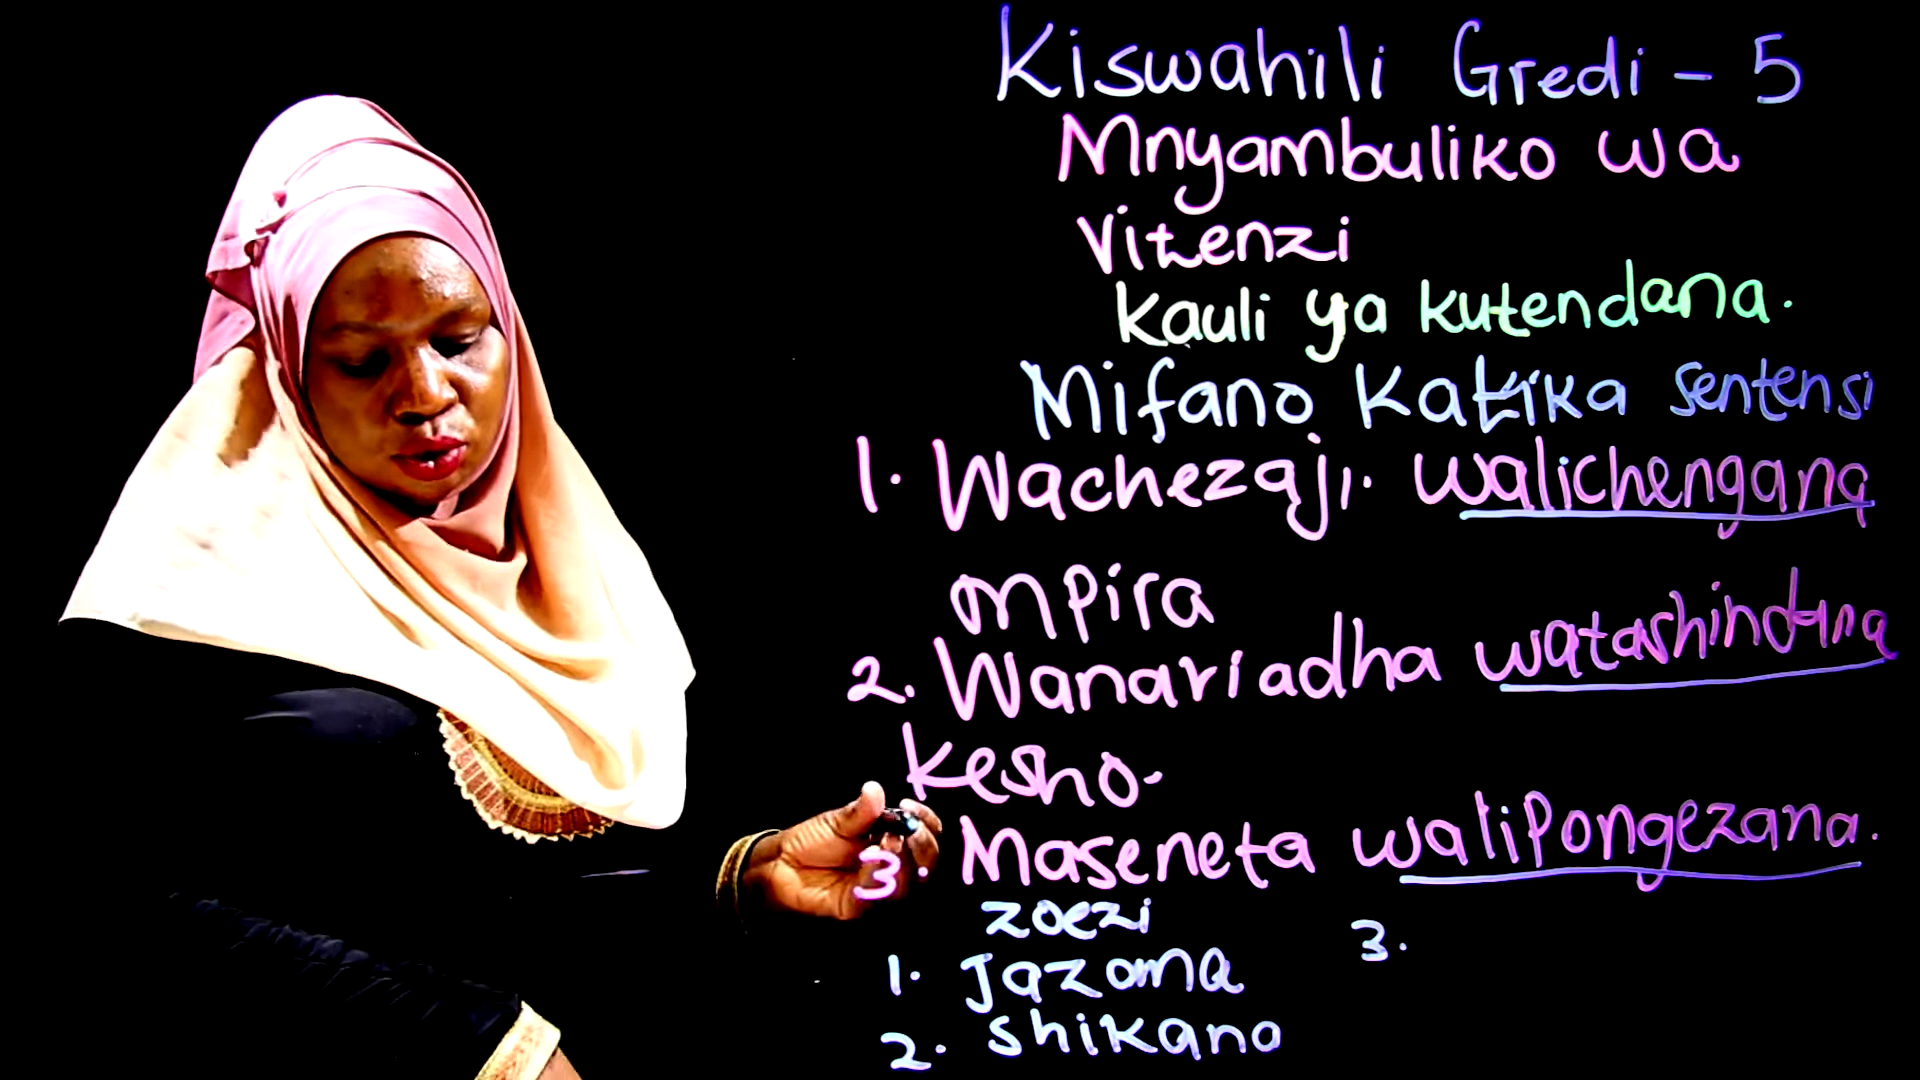 Kiswahili Gredi - 5
Mnyambuliko wa
Vitenzi
Kauli ya kutendana.
Mifano Katika sentensi
1. Wachezaji walichengana
mpira
2. Wanariadha watashindana
Kesho.
3. Maseneta walipongezana.
zoezi
1. Jazana
2. Shikana
3.